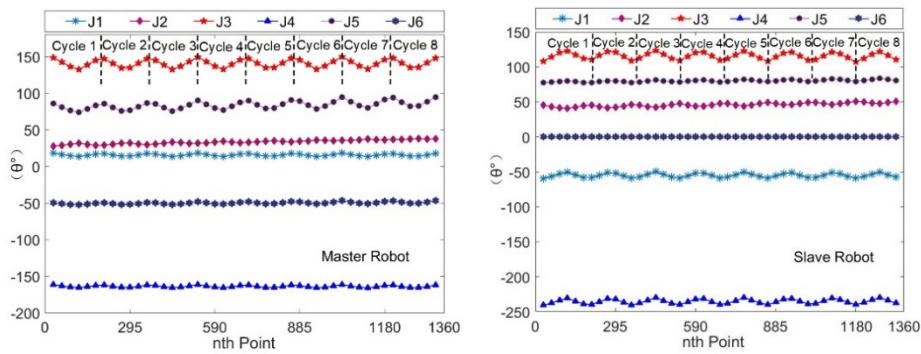 J1 J2 J3 J4 J5 J6
150
100
50
0
-50
-100
-150
-200
(θ°)
Cycle 1 Cycle 2 Cycle 3 Cycle 4 Cycle 5 Cycle 6 Cycle 7 Cycle 8
Master Robot
0 295 590 885 1180 1360
nth Point
J1 J2 J3 J4 J5 J6
150
100
50
0
-50
-100
-150
-200
-250
(θ°)
Cycle 1 Cycle 2 Cycle 3 Cycle 4 Cycle 5 Cycle 6 Cycle 7 Cycle 8
Slave Robot
0 295 590 885 1180 1360
nth Point